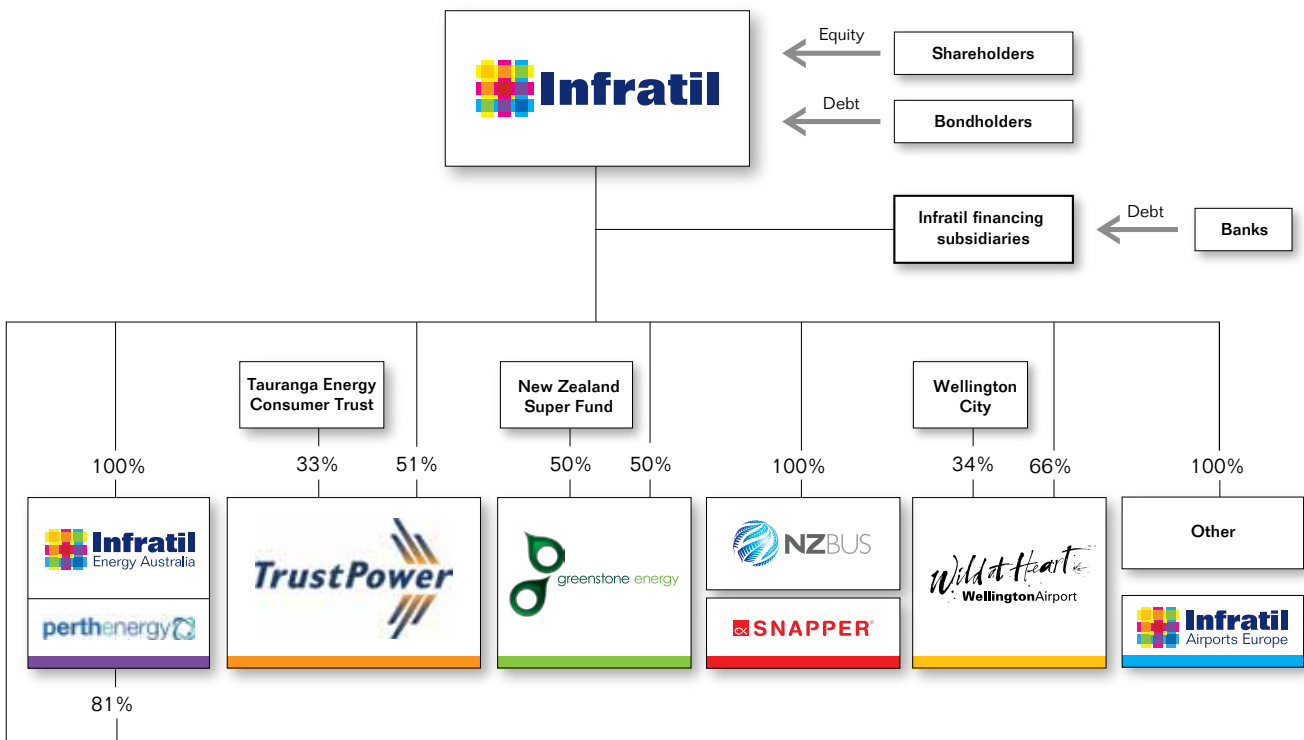 Infratil
Equity
Shareholders
Debt
Bondholders
Infratil financing
subsidiaries
Debt
Banks
Tauranga Energy
Consumer Trust
New Zealand
Super Fund
Wellington
City
100%
33%
51%
50%
50%
100%
34%
66%
100%
Infratil
Energy Australia
perthenergy
TrustPower
greenstone energy
NZBUS
SNAPPER®
Wild at Heart
WellingtonAirport
Other
Infratil
Airports Europe
81%